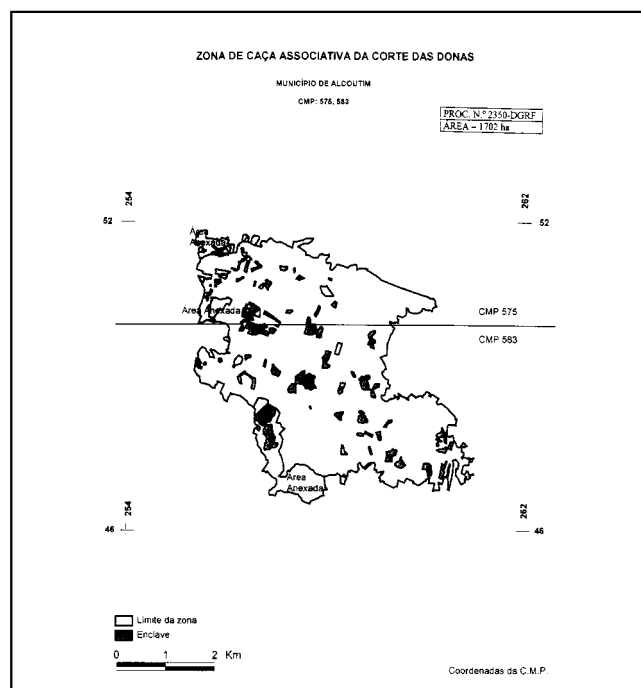 ZONA DE CAÇA ASSOCIATIVA DA CORTE DAS DONAS
MUNICÍPIO DE ALCOUTIM
CMP: 575, 583
PROC. N.º 2350-DGRF
ÁREA – 1702 ha
254
262
52
52
Área
Anexada
Área Anexada
CMP 575
CMP 583
Área
Anexada
254
262
46
46
Limite da zona
Enclave
0 1 2 Km
Coordenadas da C.M.P.